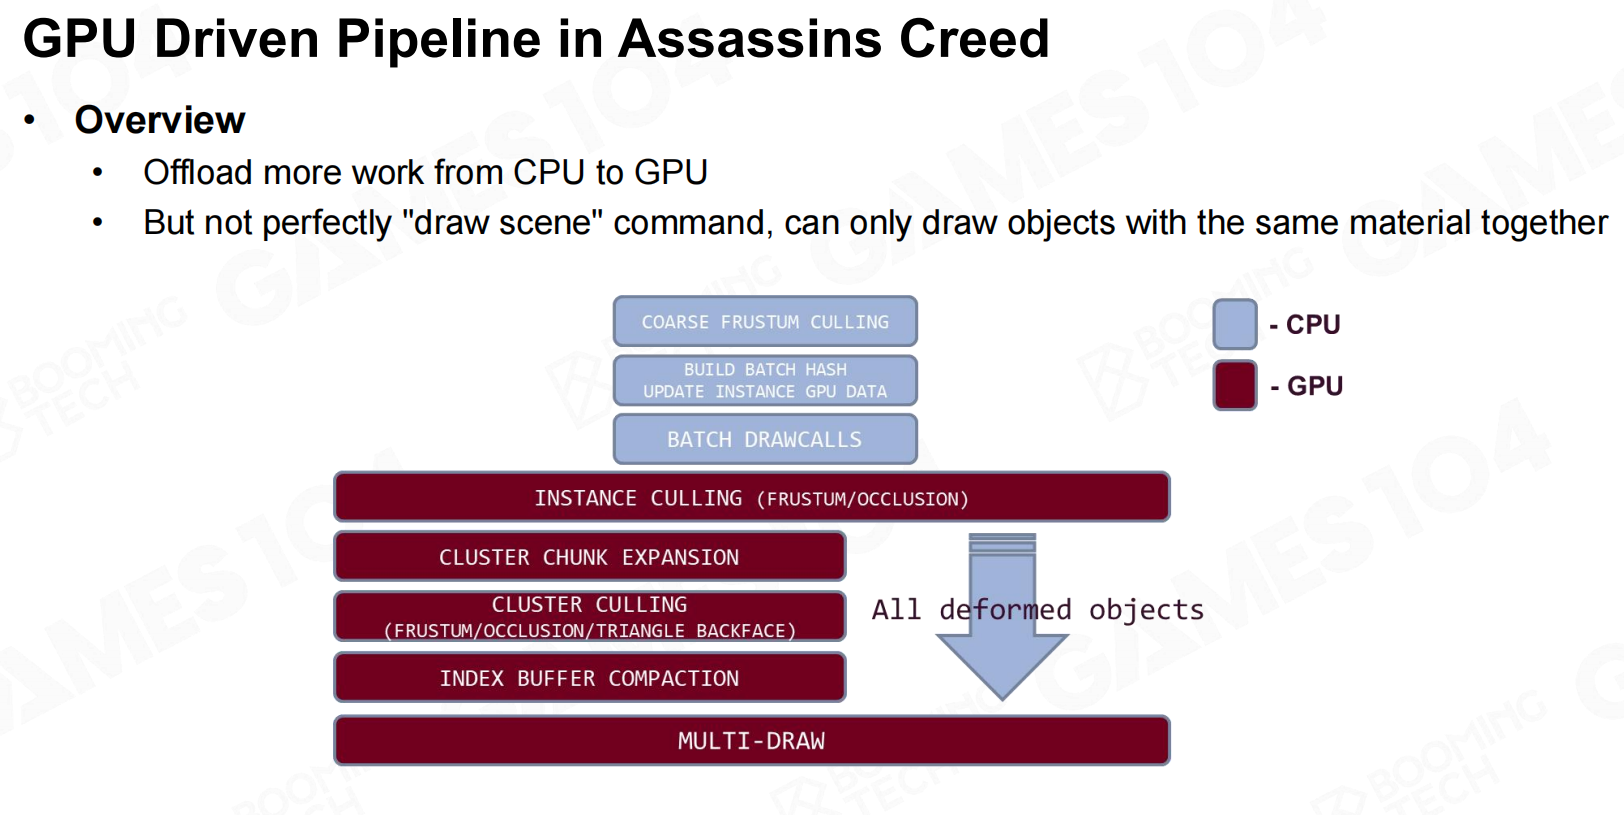 GPU Driven Pipeline in Assassins Creed
• Overview
• Offload more work from CPU to GPU
• But not perfectly "draw scene" command, can only draw objects with the same material together
COARSE FRUSTUM CULLING
BUILD BATCH HASH
UPDATE INSTANCE GPU DATA
BATCH DRAWCALLS
- CPU
- GPU
INSTANCE CULLING (FRUSTUM/OCCLUSION)
CLUSTER CHUNK EXPANSION
CLUSTER CULLING
(FRUSTUM/OCCLUSION/TRIANGLE BACKFACE)
INDEX BUFFER COMPACTION
All deformed objects
MULTI-DRAW
GAMES104
BOOMING
TECH